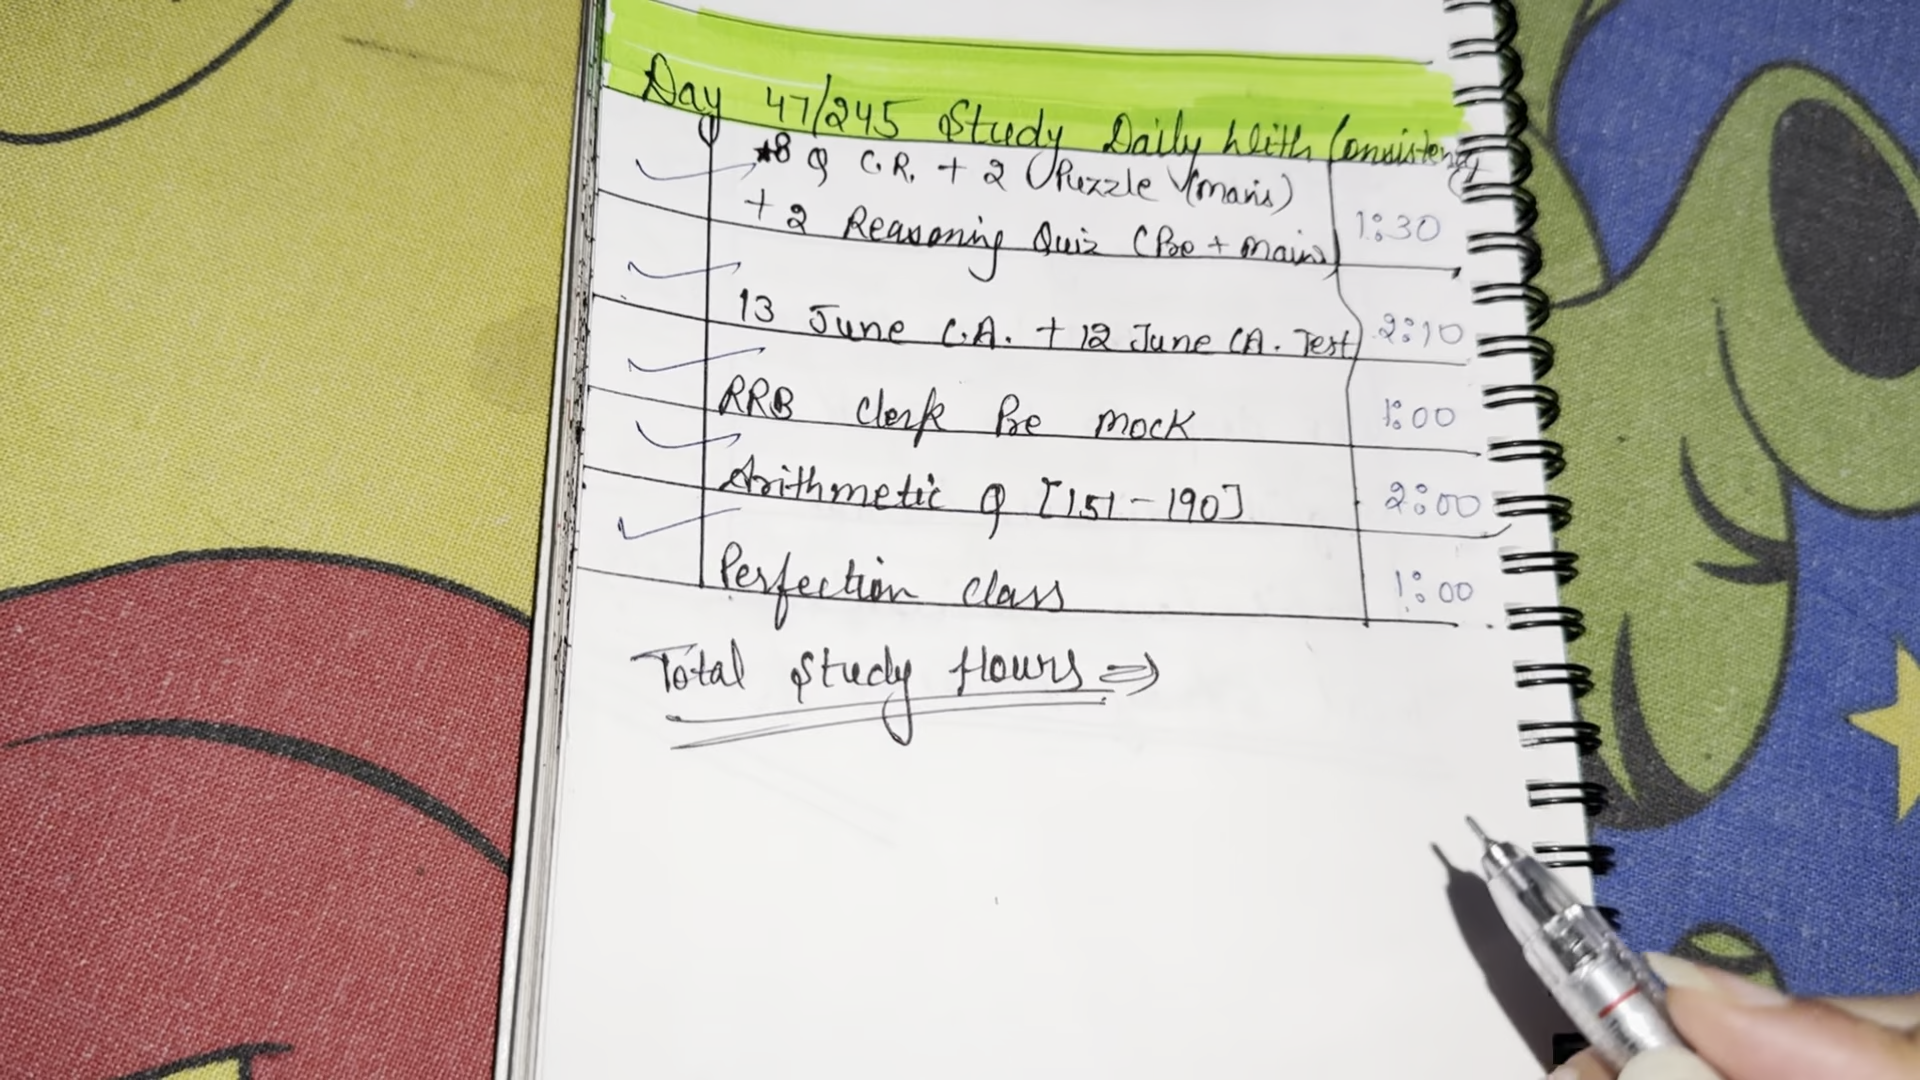 Day 47/245 Study Daily With Consistency
*8 Q C.R. + 2 Puzzle (mains)
+ 2 Reasoning Quiz (Pre + Mains) 1:30
13 June C.A. + 12 June CA. Test 2:10
RRB Clerk Pre Mock 1:00
Arithmetic Q [151-190] 2:00
Perfection class 1:00
Total Study Hours ⇒